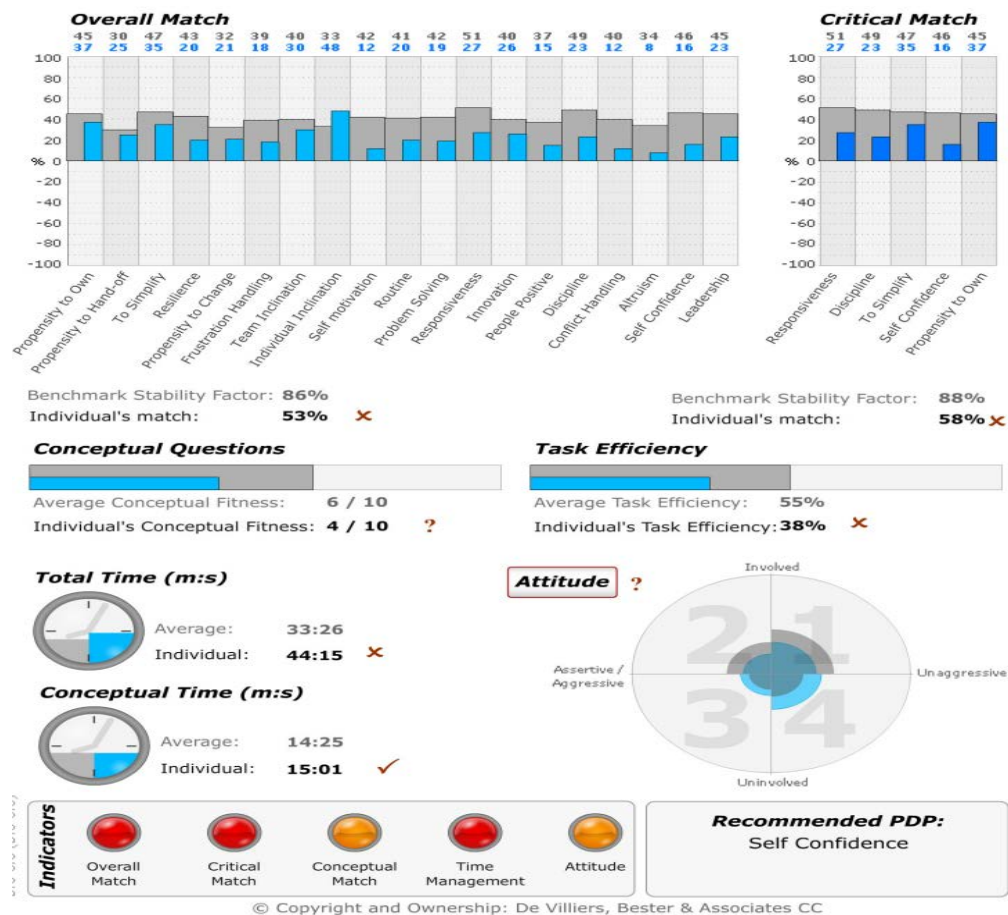 Overall Match
45 30 47 43 32 39 40 33 42 41 42 51 40 37 49 40 34 46 45
37 25 35 20 21 18 30 48 12 20 19 27 26 15 23 12 8 16 23
100
80
60
40
20
% 0
-20
-40
-60
-80
-100
Propensity to Own
Propensity to Hand-off
To Simplify
Resilience
Propensity to Change
Frustration Handling
Team Inclination
Individual Inclination
Self motivation
Routine
Problem Solving
Responsiveness
Innovation
People Positive
Discipline
Conflict Handling
Altruism
Self Confidence
Leadership
Critical Match
51 49 47 46 45
27 23 35 16 37
100
80
60
40
20
% 0
-20
-40
-60
-80
-100
Responsiveness
Discipline
To Simplify
Self Confidence
Propensity to Own
Benchmark Stability Factor: 86%
Individual's match: 53% ✗
Benchmark Stability Factor: 88%
Individual's match: 58% ✗
Conceptual Questions
Average Conceptual Fitness: 6 / 10
Individual's Conceptual Fitness: 4 / 10 ?
Task Efficiency
Average Task Efficiency: 55%
Individual's Task Efficiency: 38% ✗
Total Time (m:s)
Average: 33:26
Individual: 44:15 ✗
Conceptual Time (m:s)
Average: 14:25
Individual: 15:01 ✓
Attitude ?
Involved
2 1
Assertive / Aggressive
Unaggressive
3 4
Uninvolved
Indicators
Overall Match
Critical Match
Conceptual Match
Time Management
Attitude
Recommended PDP:
Self Confidence
© Copyright and Ownership: De Villiers, Bester & Associates CC